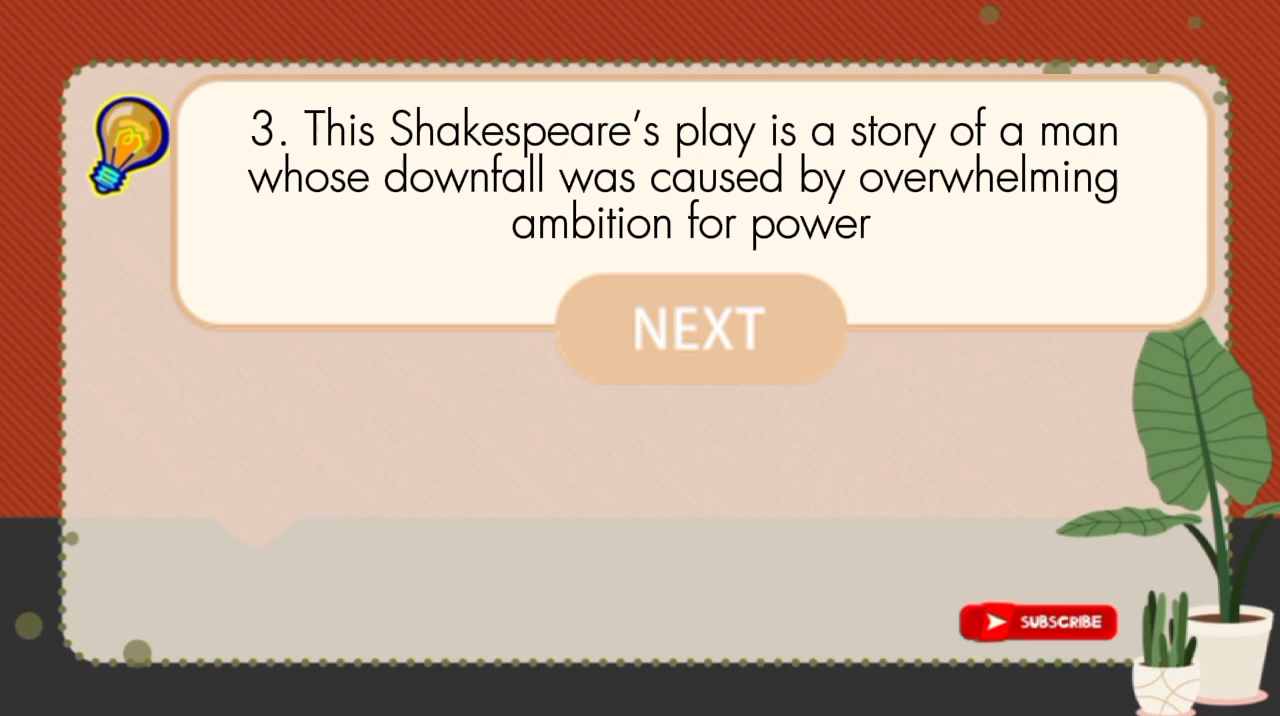 3. This Shakespeare’s play is a story of a man
whose downfall was caused by overwhelming
ambition for power
NEXT
SUBSCRIBE